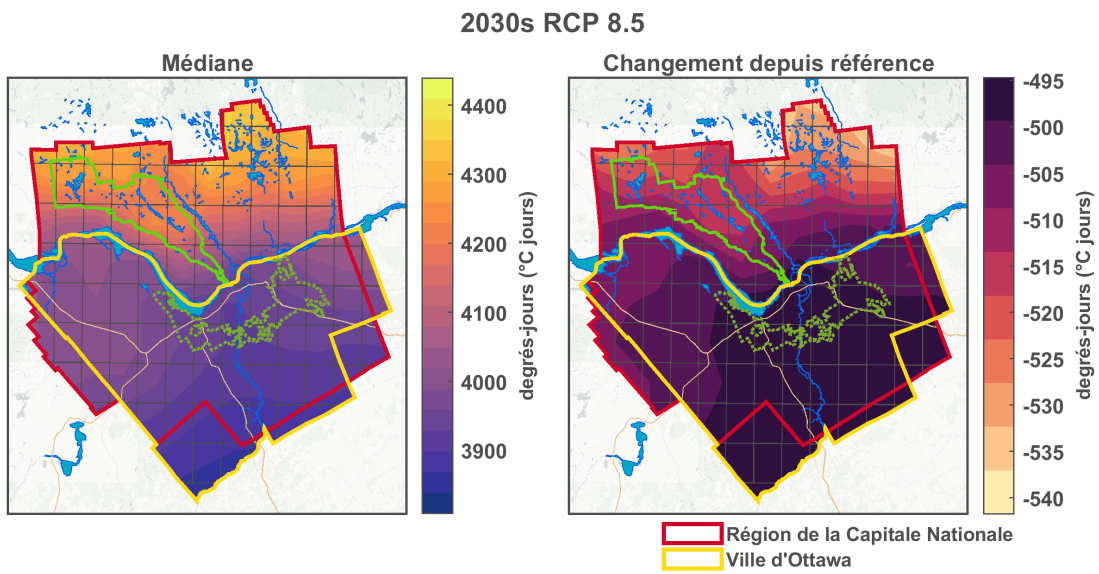 2030s RCP 8.5
Médiane
Changement depuis référence
4400
4300
4200
4100
4000
3900
degrés-jours (°C jours)
-495
-500
-505
-510
-515
-520
-525
-530
-535
-540
degrés-jours (°C jours)
Région de la Capitale Nationale
Ville d'Ottawa